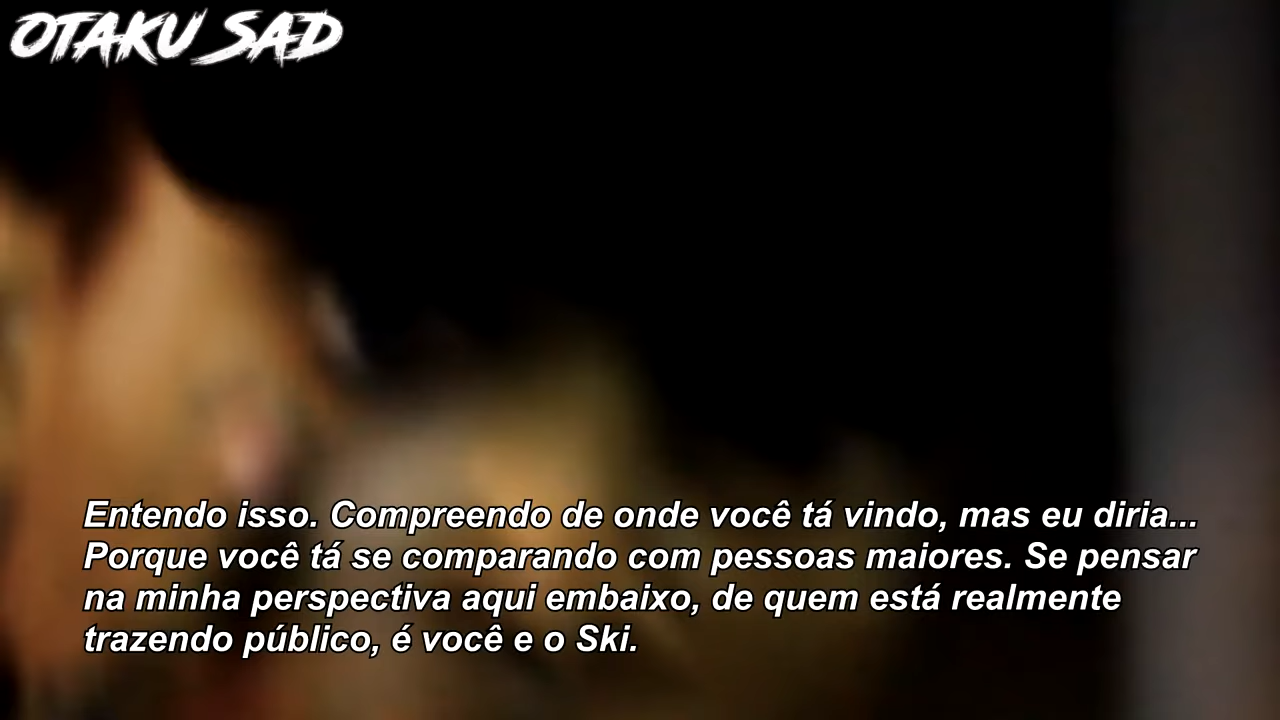 OTAKU SAD
Entendo isso. Compreendo de onde você tá vindo, mas eu diria...
Porque você tá se comparando com pessoas maiores. Se pensar
na minha perspectiva aqui embaixo, de quem está realmente
trazendo público, é você e o Ski.